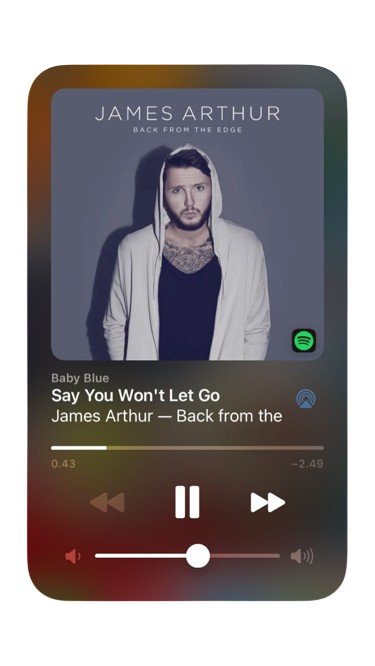 JAMES ARTHUR
BACK FROM THE EDGE
Baby Blue
Say You Won't Let Go
James Arthur — Back from the
0.43
−2.49